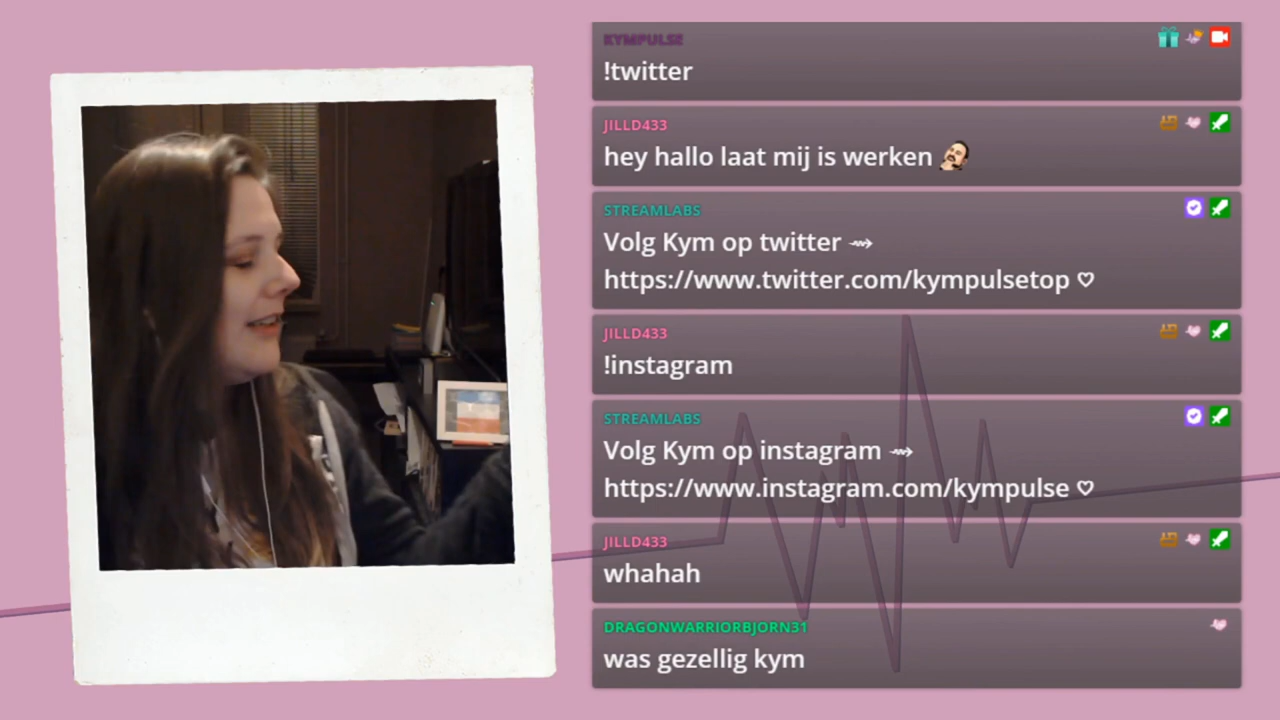 KYMPULSE
!twitter
JILLD433
hey hallo laat mij is werken
STREAMLABS
Volg Kym op twitter ⇝
https://www.twitter.com/kympulsetop ♡
JILLD433
!instagram
STREAMLABS
Volg Kym op instagram ⇝
https://www.instagram.com/kympulse ♡
JILLD433
whahah
DRAGONWARRIORBJORN31
was gezellig kym